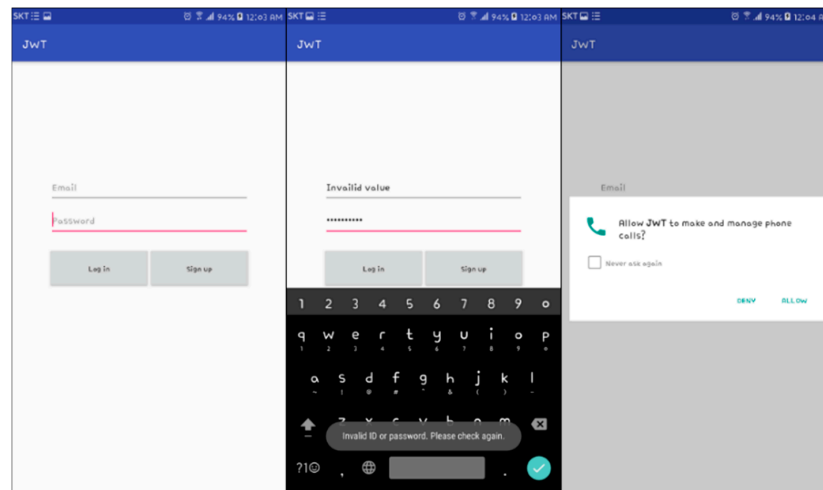 SKT 94% 12:03 AM
JWT
Email
Password
Log in Sign up
SKT 94% 12:03 AM
JWT
Invailid value
••••••••••
Log in Sign up
1 2 3 4 5 6 7 8 9 0
q w e r t y u i o p
a s d f g h j k l
z x c v b n m
Invalid ID or password. Please check again.
?1☺ , .
SKT 94% 12:04 A
JWT
Email
Allow JWT to make and manage phone
calls?
Never ask again
DENY ALLOW